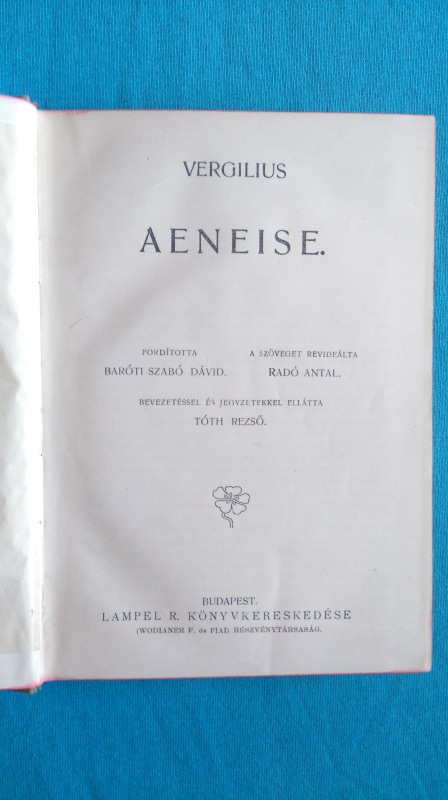 VERGILIUS
AENEISE.
FORDÍTOTTA
BARÓTI SZABÓ DÁVID.
A SZÖVEGET REVIDEÁLTA
RADÓ ANTAL.
BEVEZETÉSSEL ÉS JEGYZETEKKEL ELLÁTTA
TÓTH REZSŐ.
BUDAPEST.
LAMPEL R. KÖNYVKERESKEDÉSE
(WODIANER F. és FIAI) RÉSZVÉNYTÁRSASÁG.